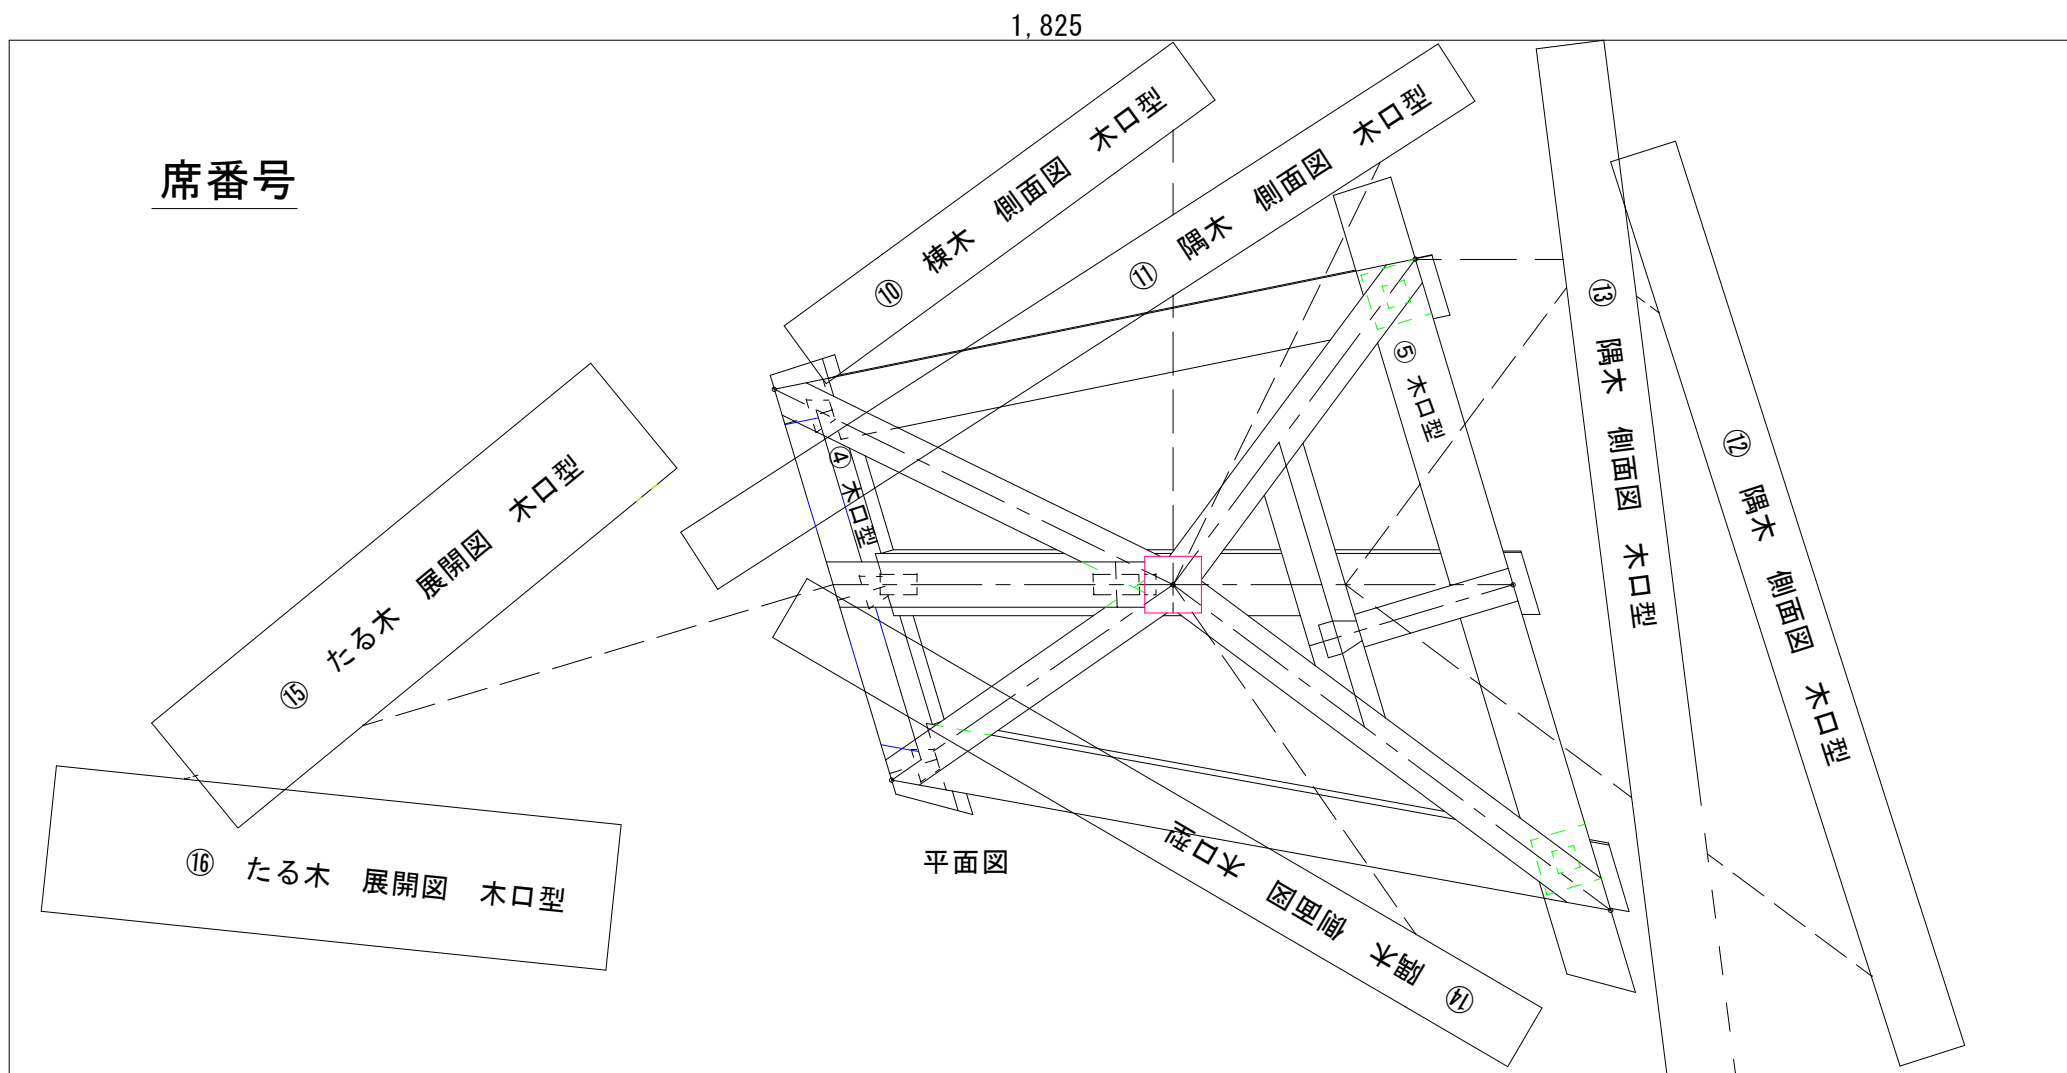 1,825
席番号
⑩ 棟木 側面図 木口型
⑪ 隅木 側面図 木口型
⑬ 隅木 側面図 木口型
⑫ 隅木 側面図 木口型
⑤ 木口型
④ 木口型
⑮ たる木 展開図 木口型
⑯ たる木 展開図 木口型
平面図
⑭ 隅木 側面図 木口型